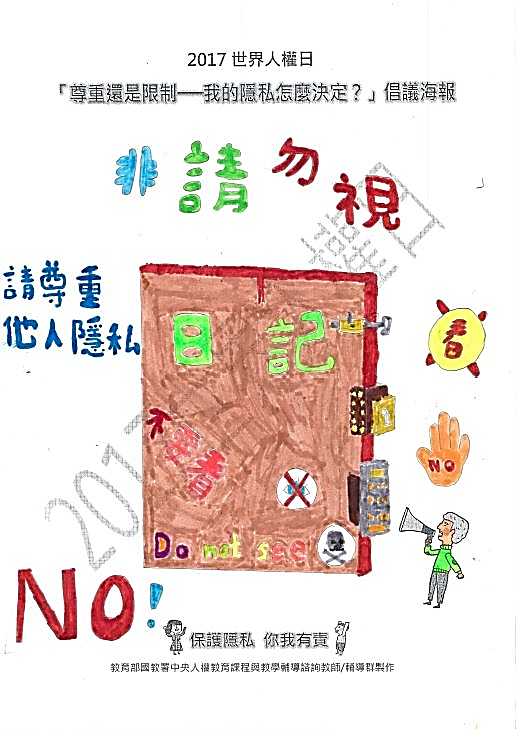 2017 世界人權日
「尊重還是限制──我的隱私怎麼決定？」倡議海報
非請勿視
請尊重
他人隱私
日記
看
不要看
NO
1
Do not see
NO!
保護隱私 你我有責
教育部國教署中央人權教育課程與教學輔導諮詢教師/輔導群製作